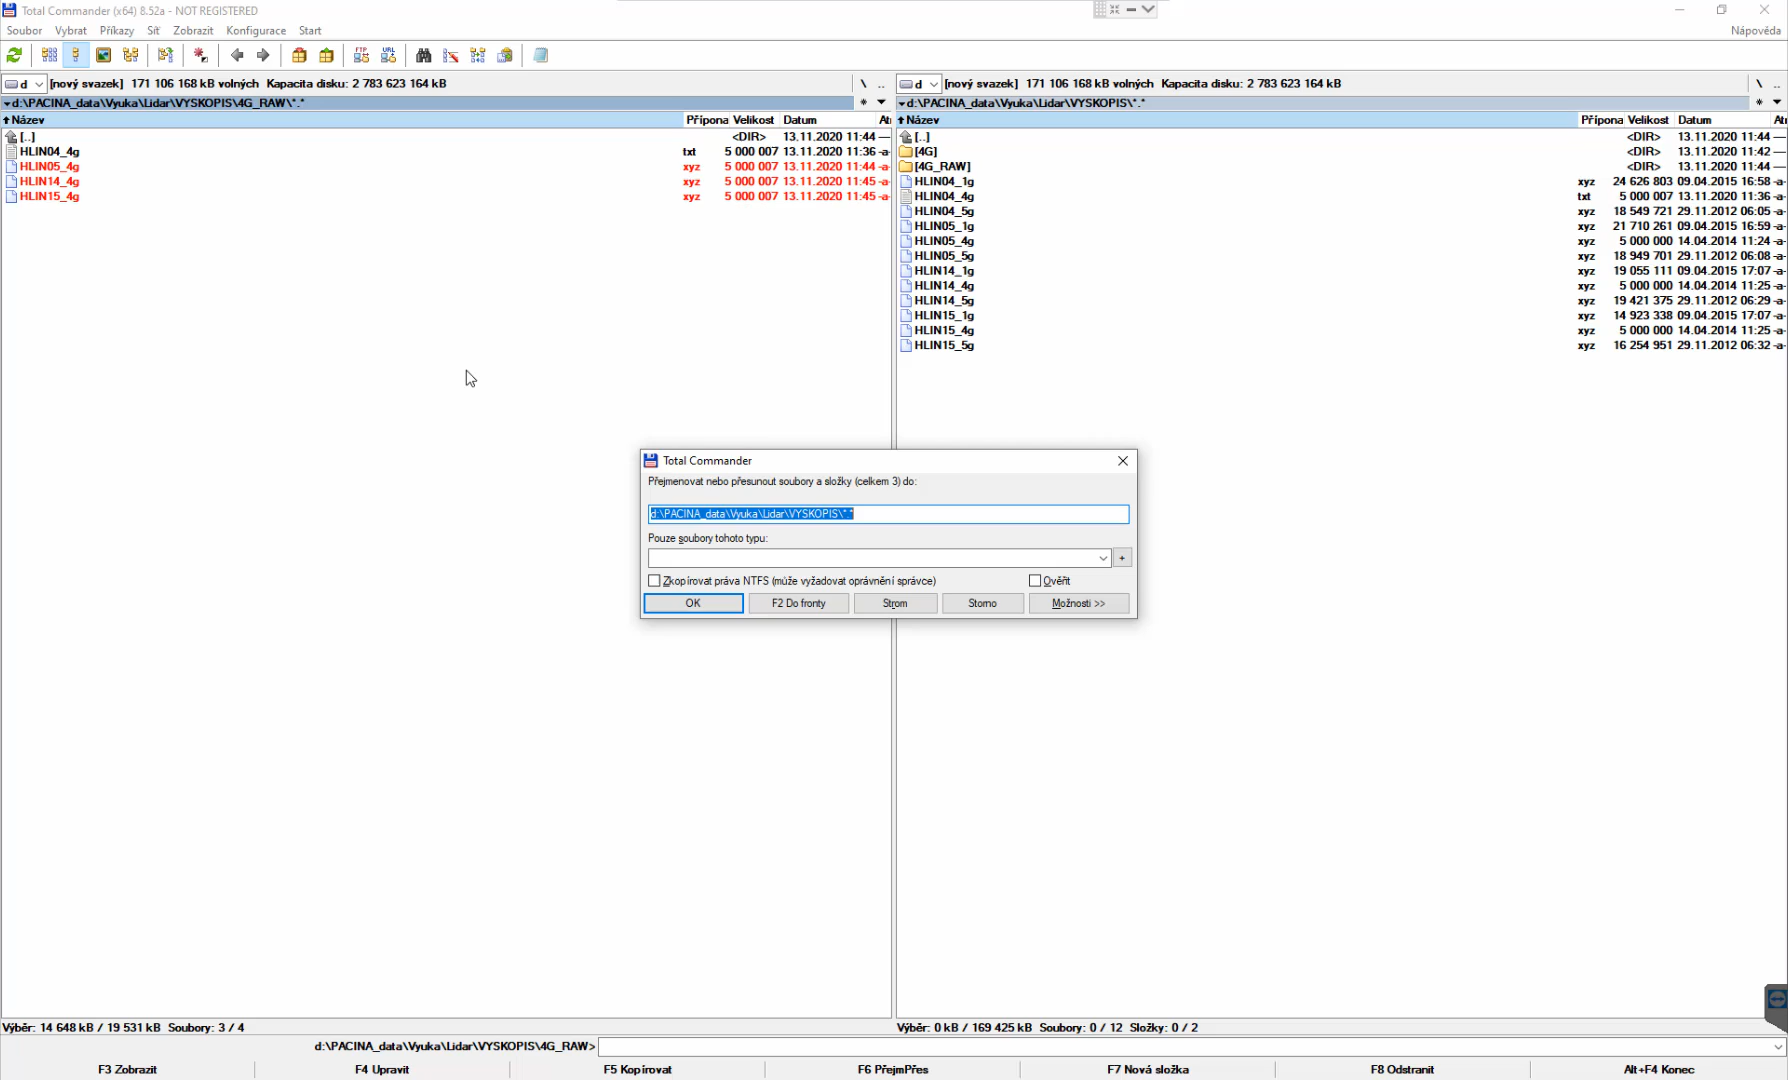 Total Commander (x64) 8.52a - NOT REGISTERED
Soubor Vybrat Příkazy Síť Zobrazit Konfigurace Start Nápověda
FTP URL
d [nový svazek] 171 106 168 kB volných Kapacita disku: 2 783 623 164 kB \ ..
d [nový svazek] 171 106 168 kB volných Kapacita disku: 2 783 623 164 kB \ ..
d:\PACINA_data\Vyuka\Lidar\VYSKOPIS\4G_RAW\*.* *
d:\PACINA_data\Vyuka\Lidar\VYSKOPIS\*.* *
Název Přípona Velikost Datum Atı
[..] <DIR> 13.11.2020 11:44 —
HLIN04_4g txt 5 000 007 13.11.2020 11:36 -a-
HLIN05_4g xyz 5 000 007 13.11.2020 11:44 -a-
HLIN14_4g xyz 5 000 007 13.11.2020 11:45 -a-
HLIN15_4g xyz 5 000 007 13.11.2020 11:45 -a-
Název Přípona Velikost Datum Atı
[..] <DIR> 13.11.2020 11:44 —
[4G] <DIR> 13.11.2020 11:42 —
[4G_RAW] <DIR> 13.11.2020 11:44 —
HLIN04_1g xyz 24 626 803 09.04.2015 16:58 -a-
HLIN04_4g txt 5 000 007 13.11.2020 11:36 -a-
HLIN04_5g xyz 18 549 721 29.11.2012 06:05 -a-
HLIN05_1g xyz 21 710 261 09.04.2015 16:59 -a-
HLIN05_4g xyz 5 000 000 14.04.2014 11:24 -a-
HLIN05_5g xyz 18 949 701 29.11.2012 06:08 -a-
HLIN14_1g xyz 19 055 111 09.04.2015 17:07 -a-
HLIN14_4g xyz 5 000 000 14.04.2014 11:25 -a-
HLIN14_5g xyz 19 421 375 29.11.2012 06:29 -a-
HLIN15_1g xyz 14 923 338 09.04.2015 17:07 -a-
HLIN15_4g xyz 5 000 000 14.04.2014 11:25 -a-
HLIN15_5g xyz 16 254 951 29.11.2012 06:32 -a-
Total Commander
Přejmenovat nebo přesunout soubory a složky (celkem 3) do:
d:\PACINA_data\Vyuka\Lidar\VYSKOPIS\*.*
Pouze soubory tohoto typu:
+
Zkopírovat práva NTFS (může vyžadovat oprávnění správce) Ověřit
OK F2 Do fronty Strom Storno Možnosti >>
Výběr: 14 648 kB / 19 531 kB Soubory: 3 / 4
Výběr: 0 kB / 169 425 kB Soubory: 0 / 12 Složky: 0 / 2
d:\PACINA_data\Vyuka\Lidar\VYSKOPIS\4G_RAW>
F3 Zobrazit F4 Upravit F5 Kopírovat F6 PřejmPřes F7 Nová složka F8 Odstranit Alt+F4 Konec